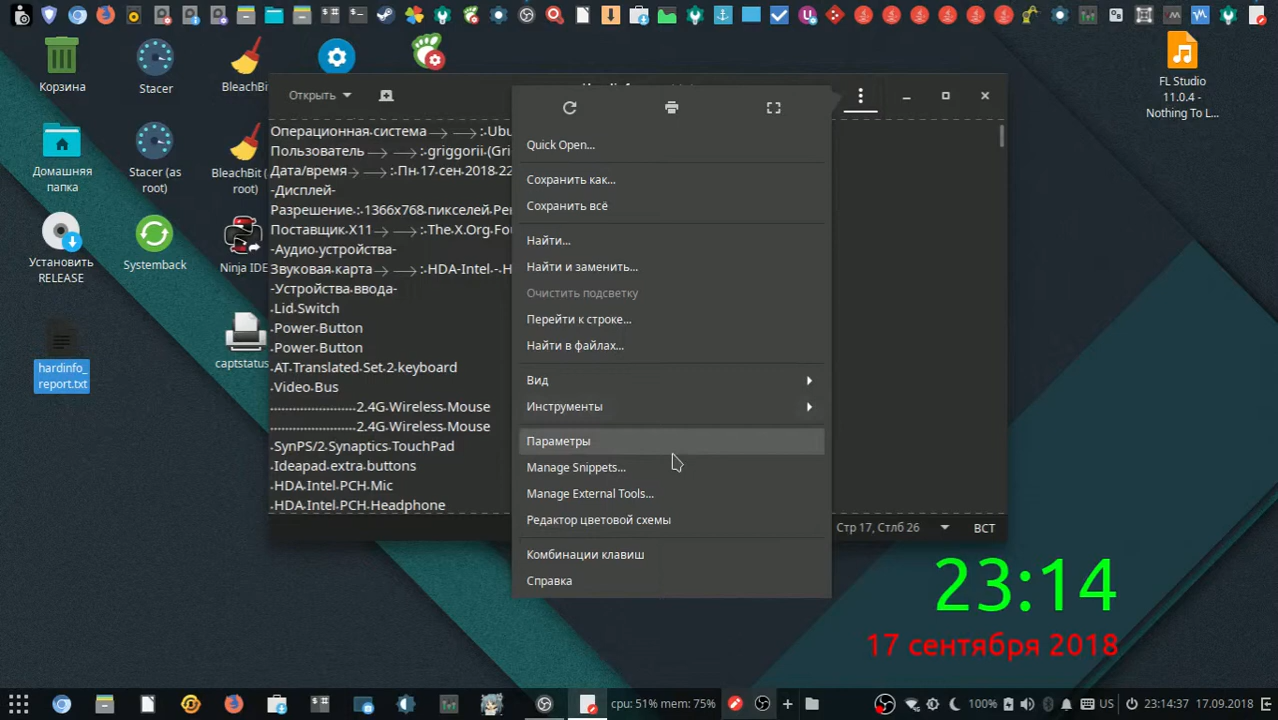 Корзина
Stacer
BleachBit
FL Studio
11.0.4 -
Nothing To L...
Домашняя
папка
Stacer (as
root)
BleachBit (
root)
Установить
RELEASE
Systemback
Ninja IDE
hardinfo_
report.txt
captstatus
Открыть
Операционная система :.Ubu
Пользователь :.griggorii.(Gri
Дата/время :.Пн.17.сен.2018.22
-Дисплей-
Разрешение.:.1366x768.пикселей.Pe
Поставщик.X11 :.The.X.Org.Fo
-Аудио.устройства-
Звуковая.карта :.HDA-Intel.-.H
-Устройства.ввода-
.Lid.Switch
.Power.Button
.Power.Button
.AT.Translated.Set.2.keyboard
.Video.Bus
2.4G.Wireless.Mouse
2.4G.Wireless.Mouse
.SynPS/2.Synaptics.TouchPad
.Ideapad.extra.buttons
.HDA.Intel.PCH.Mic
.HDA.Intel.PCH.Headphone
Quick Open...
Сохранить как...
Сохранить всё
Найти...
Найти и заменить...
Очистить подсветку
Перейти к строке...
Найти в файлах...
Вид
Инструменты
Параметры
Manage Snippets...
Manage External Tools...
Редактор цветовой схемы
Комбинации клавиш
Справка
Стр 17, Стлб 26
ВСТ
23:14
17 сентября 2018
cpu: 51% mem: 75%
100%
US
23:14:37
17.09.2018